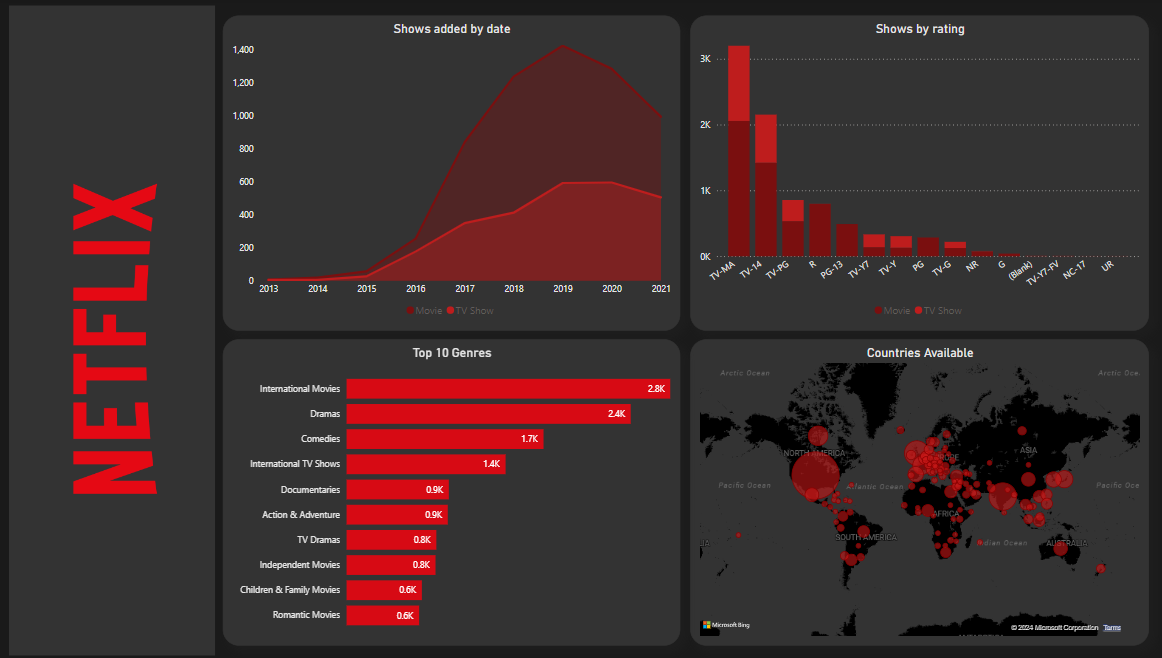 NETFLIX
Shows added by date
1,400
1,200
1,000
800
600
400
200
0
2013 2014 2015 2016 2017 2018 2019 2020 2021
Movie TV Show
Shows by rating
3K
2K
1K
0K
TV-MA TV-14 TV-PG R PG-13 TV-Y7 TV-Y PG TV-G NR G (Blank) TV-Y7-FV NC-17 UR
Movie TV Show
Top 10 Genres
International Movies 2.8K
Dramas 2.4K
Comedies 1.7K
International TV Shows 1.4K
Documentaries 0.9K
Action & Adventure 0.9K
TV Dramas 0.8K
Independent Movies 0.8K
Children & Family Movies 0.6K
Romantic Movies 0.6K
Countries Available
Arctic Ocean Arctic Oce
NORTH AMERICA ASIA
Pacific Ocean Atlantic Ocean Pacific Oce
AFRICA
SOUTH AMERICA Ocean AUSTRALIA
Microsoft Bing © 2024 Microsoft Corporation Terms